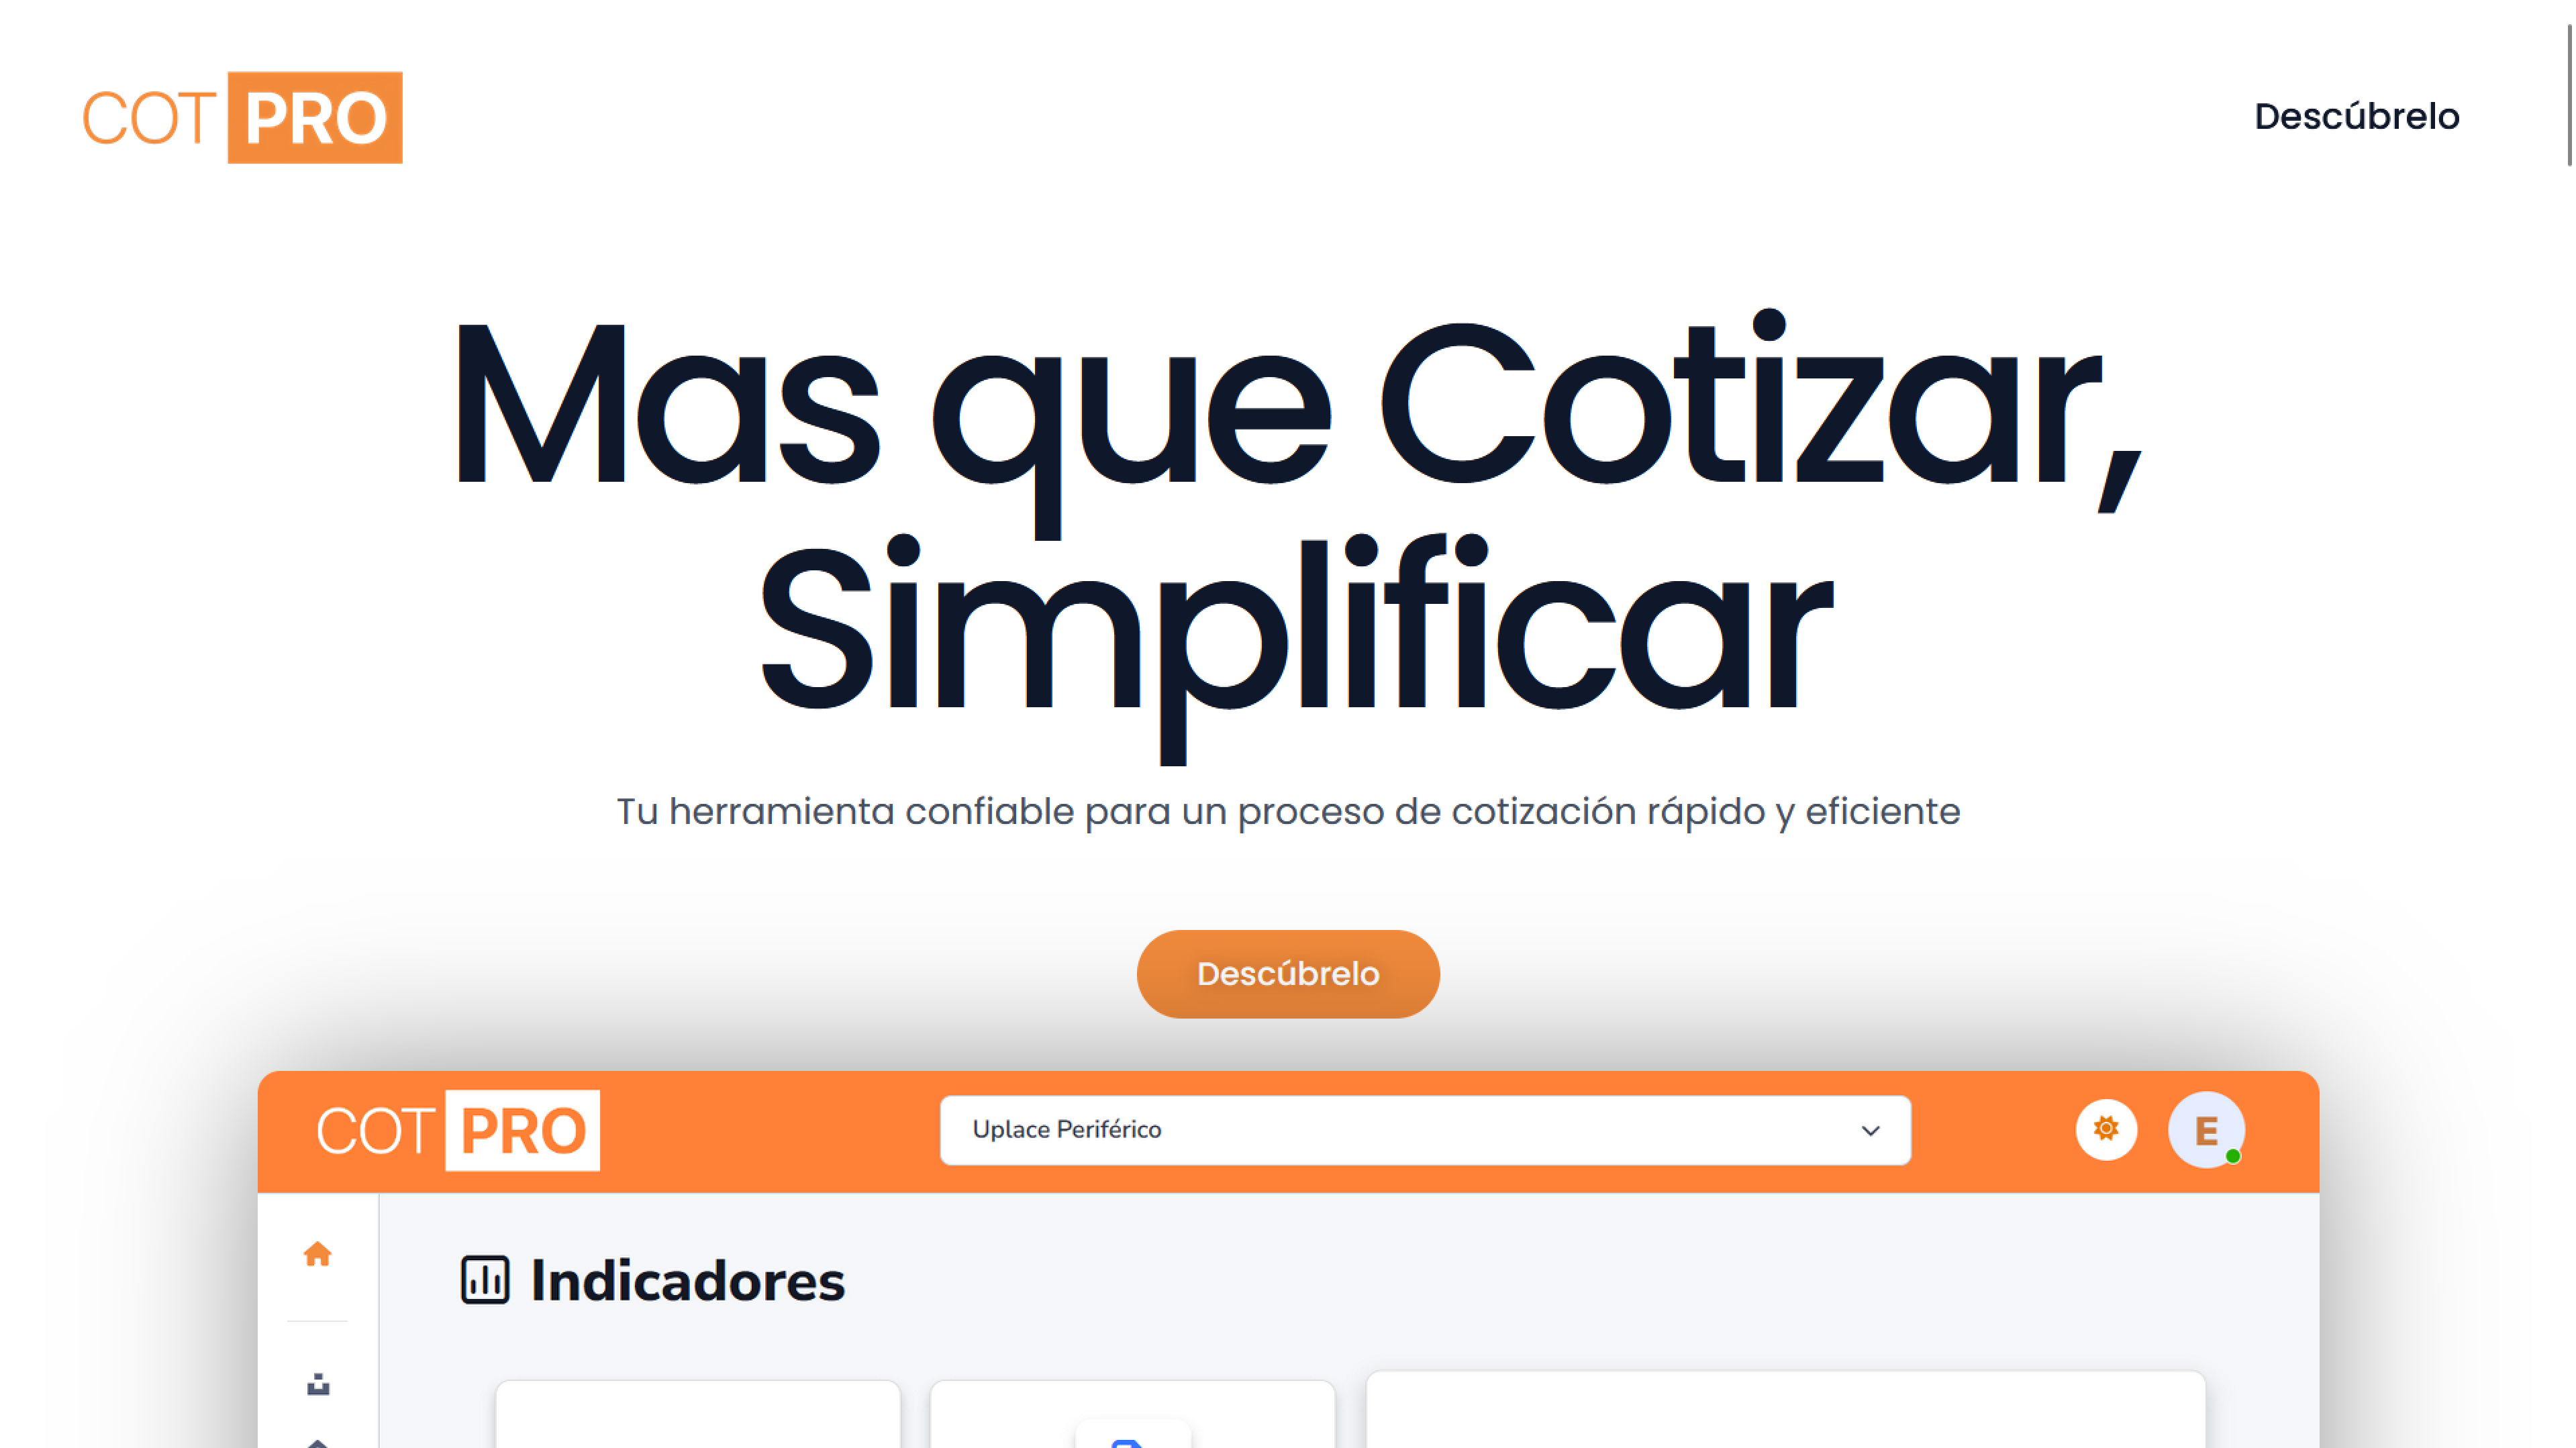 COT PRO
Descúbrelo
Mas que Cotizar,
Simplificar
Tu herramienta confiable para un proceso de cotización rápido y eficiente
Descúbrelo
COT PRO
Uplace Periférico
E
Indicadores